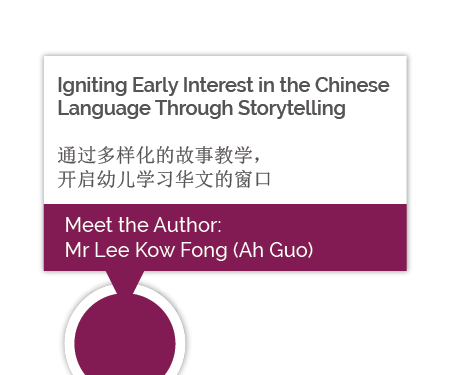 Igniting Early Interest in the Chinese
Language Through Storytelling
通过多样化的故事教学，
开启幼儿学习华文的窗口
Meet the Author:
Mr Lee Kow Fong (Ah Guo)